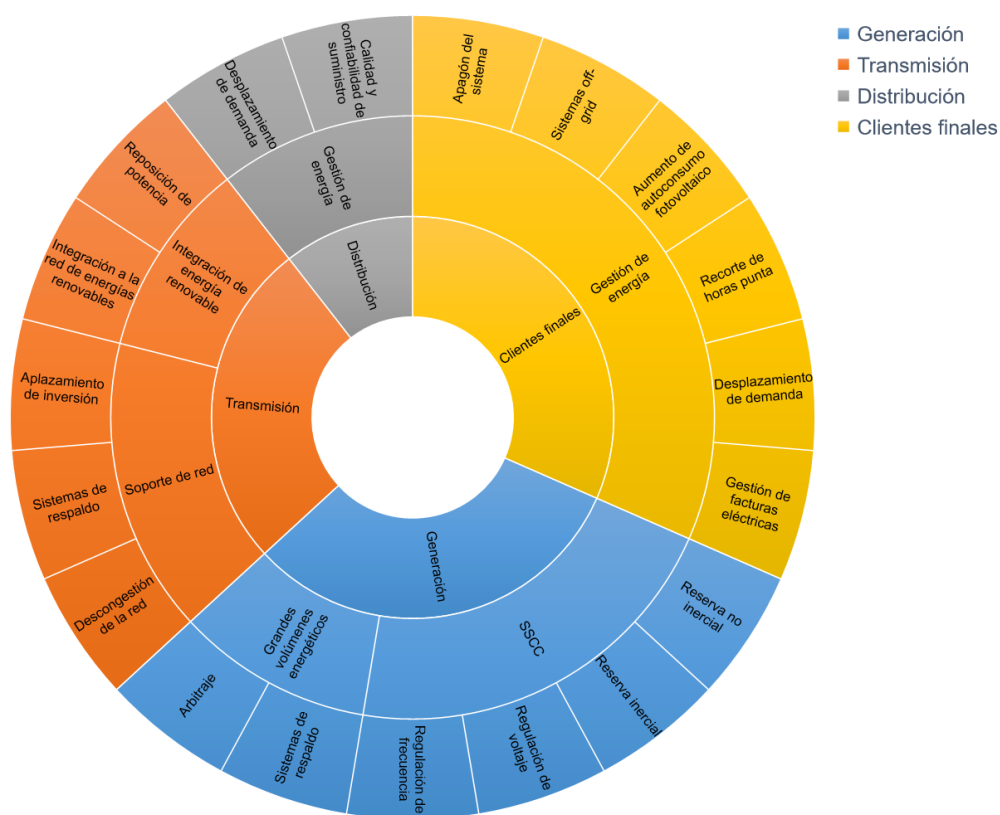 Generación
Transmisión
Distribución
Clientes finales
Apagón del
sistema
Sistemas off-
grid
Aumento de
autoconsumo
fotovoltaico
Recorte de
horas punta
Desplazamiento
de demanda
Gestión de
facturas
eléctricas
Gestión de
energía
Clientes finales
Reserva no
inercial
Reserva inercial
Regulación de
voltaje
Regulación de
frecuencia
SSCC
Sistemas de
respaldo
Arbitraje
Grandes
volúmenes
energéticos
Generación
Descongestión
de la red
Sistemas de
respaldo
Aplazamiento
de inversión
Soporte de red
Integración a la
red de energías
renovables
Reposición de
potencia
Integración de
energía
renovable
Transmisión
Desplazamiento
de demanda
Calidad y
confiabilidad de
suministro
Gestión de
energía
Distribución